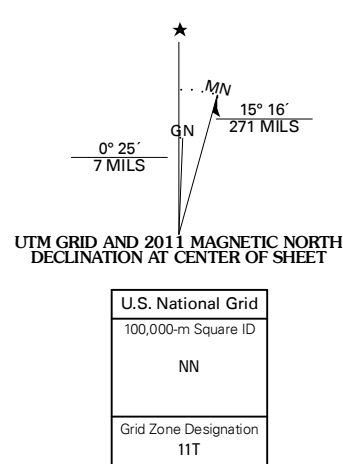 ★
MN
15° 16´
271 MILS
GN
0° 25´
7 MILS
UTM GRID AND 2011 MAGNETIC NORTH
DECLINATION AT CENTER OF SHEET
U.S. National Grid
100,000-m Square ID
NN
Grid Zone Designation
11T